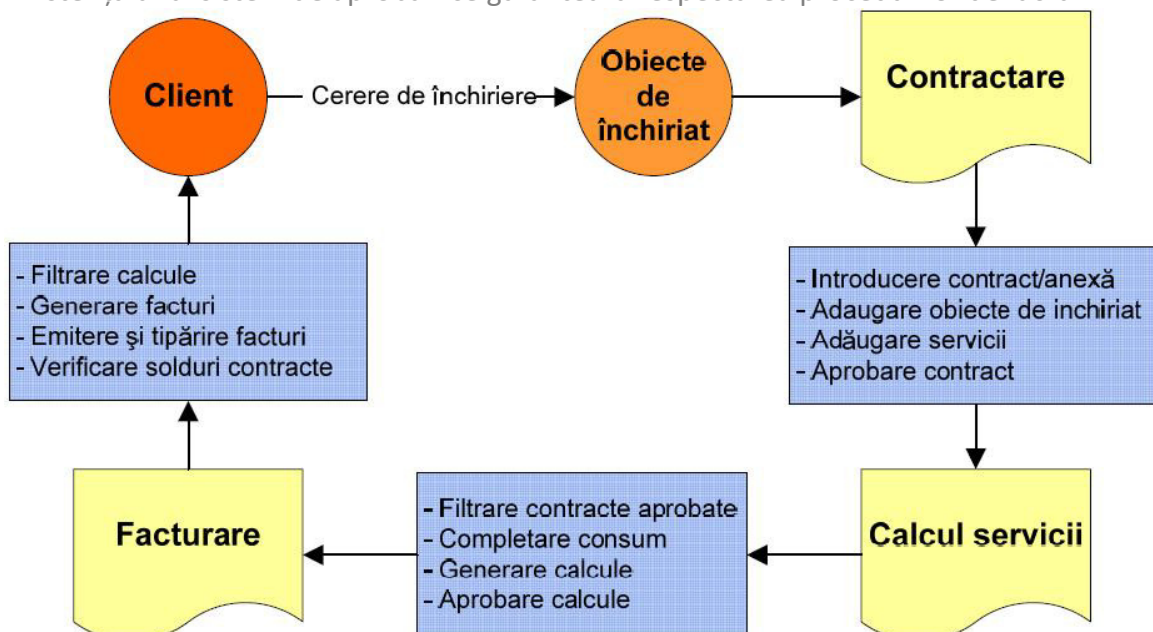 Client
Cerere de închiriere
Obiecte
de
închiriat
Contractare
- Introducere contract/anexă
- Adaugare obiecte de inchiriat
- Adăugare servicii
- Aprobare contract
Calcul servicii
- Filtrare contracte aprobate
- Completare consum
- Generare calcule
- Aprobare calcule
Facturare
- Filtrare calcule
- Generare facturi
- Emitere şi tipărire facturi
- Verificare solduri contracte